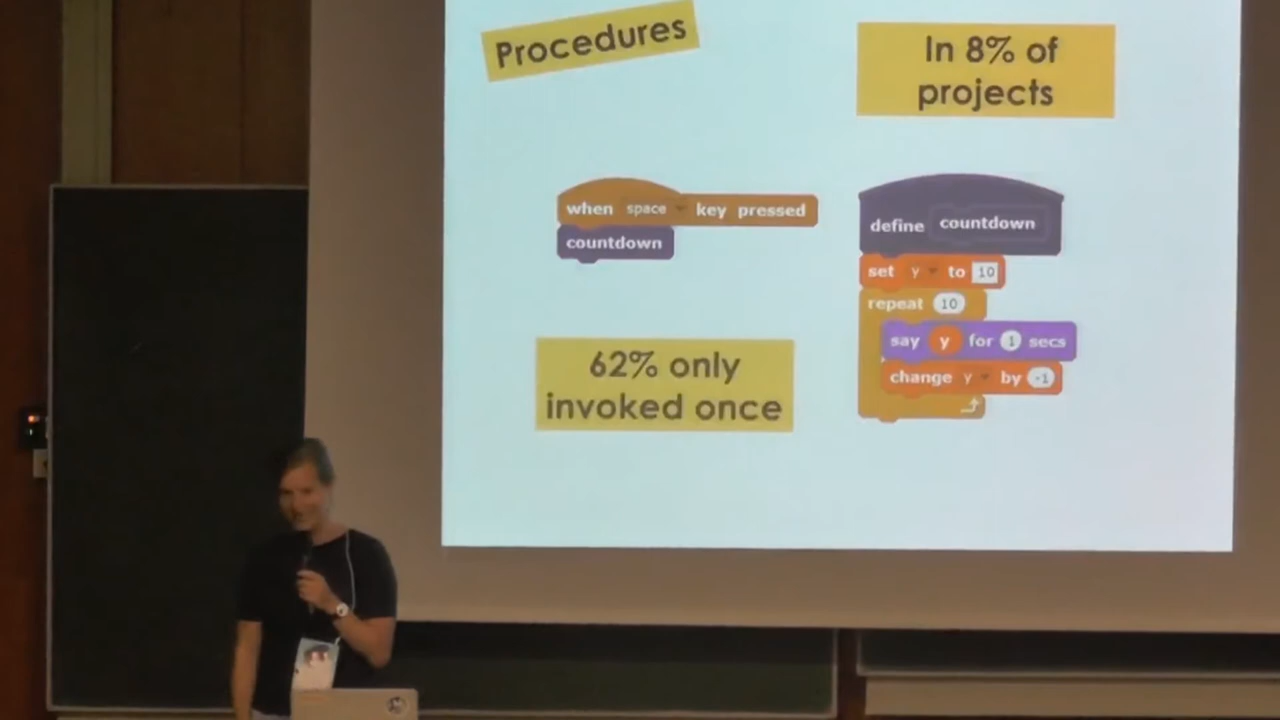 Procedures
In 8% of
projects
when space key pressed
countdown
define countdown
set y to 10
repeat 10
say y for 1 secs
change y by -1
62% only
invoked once